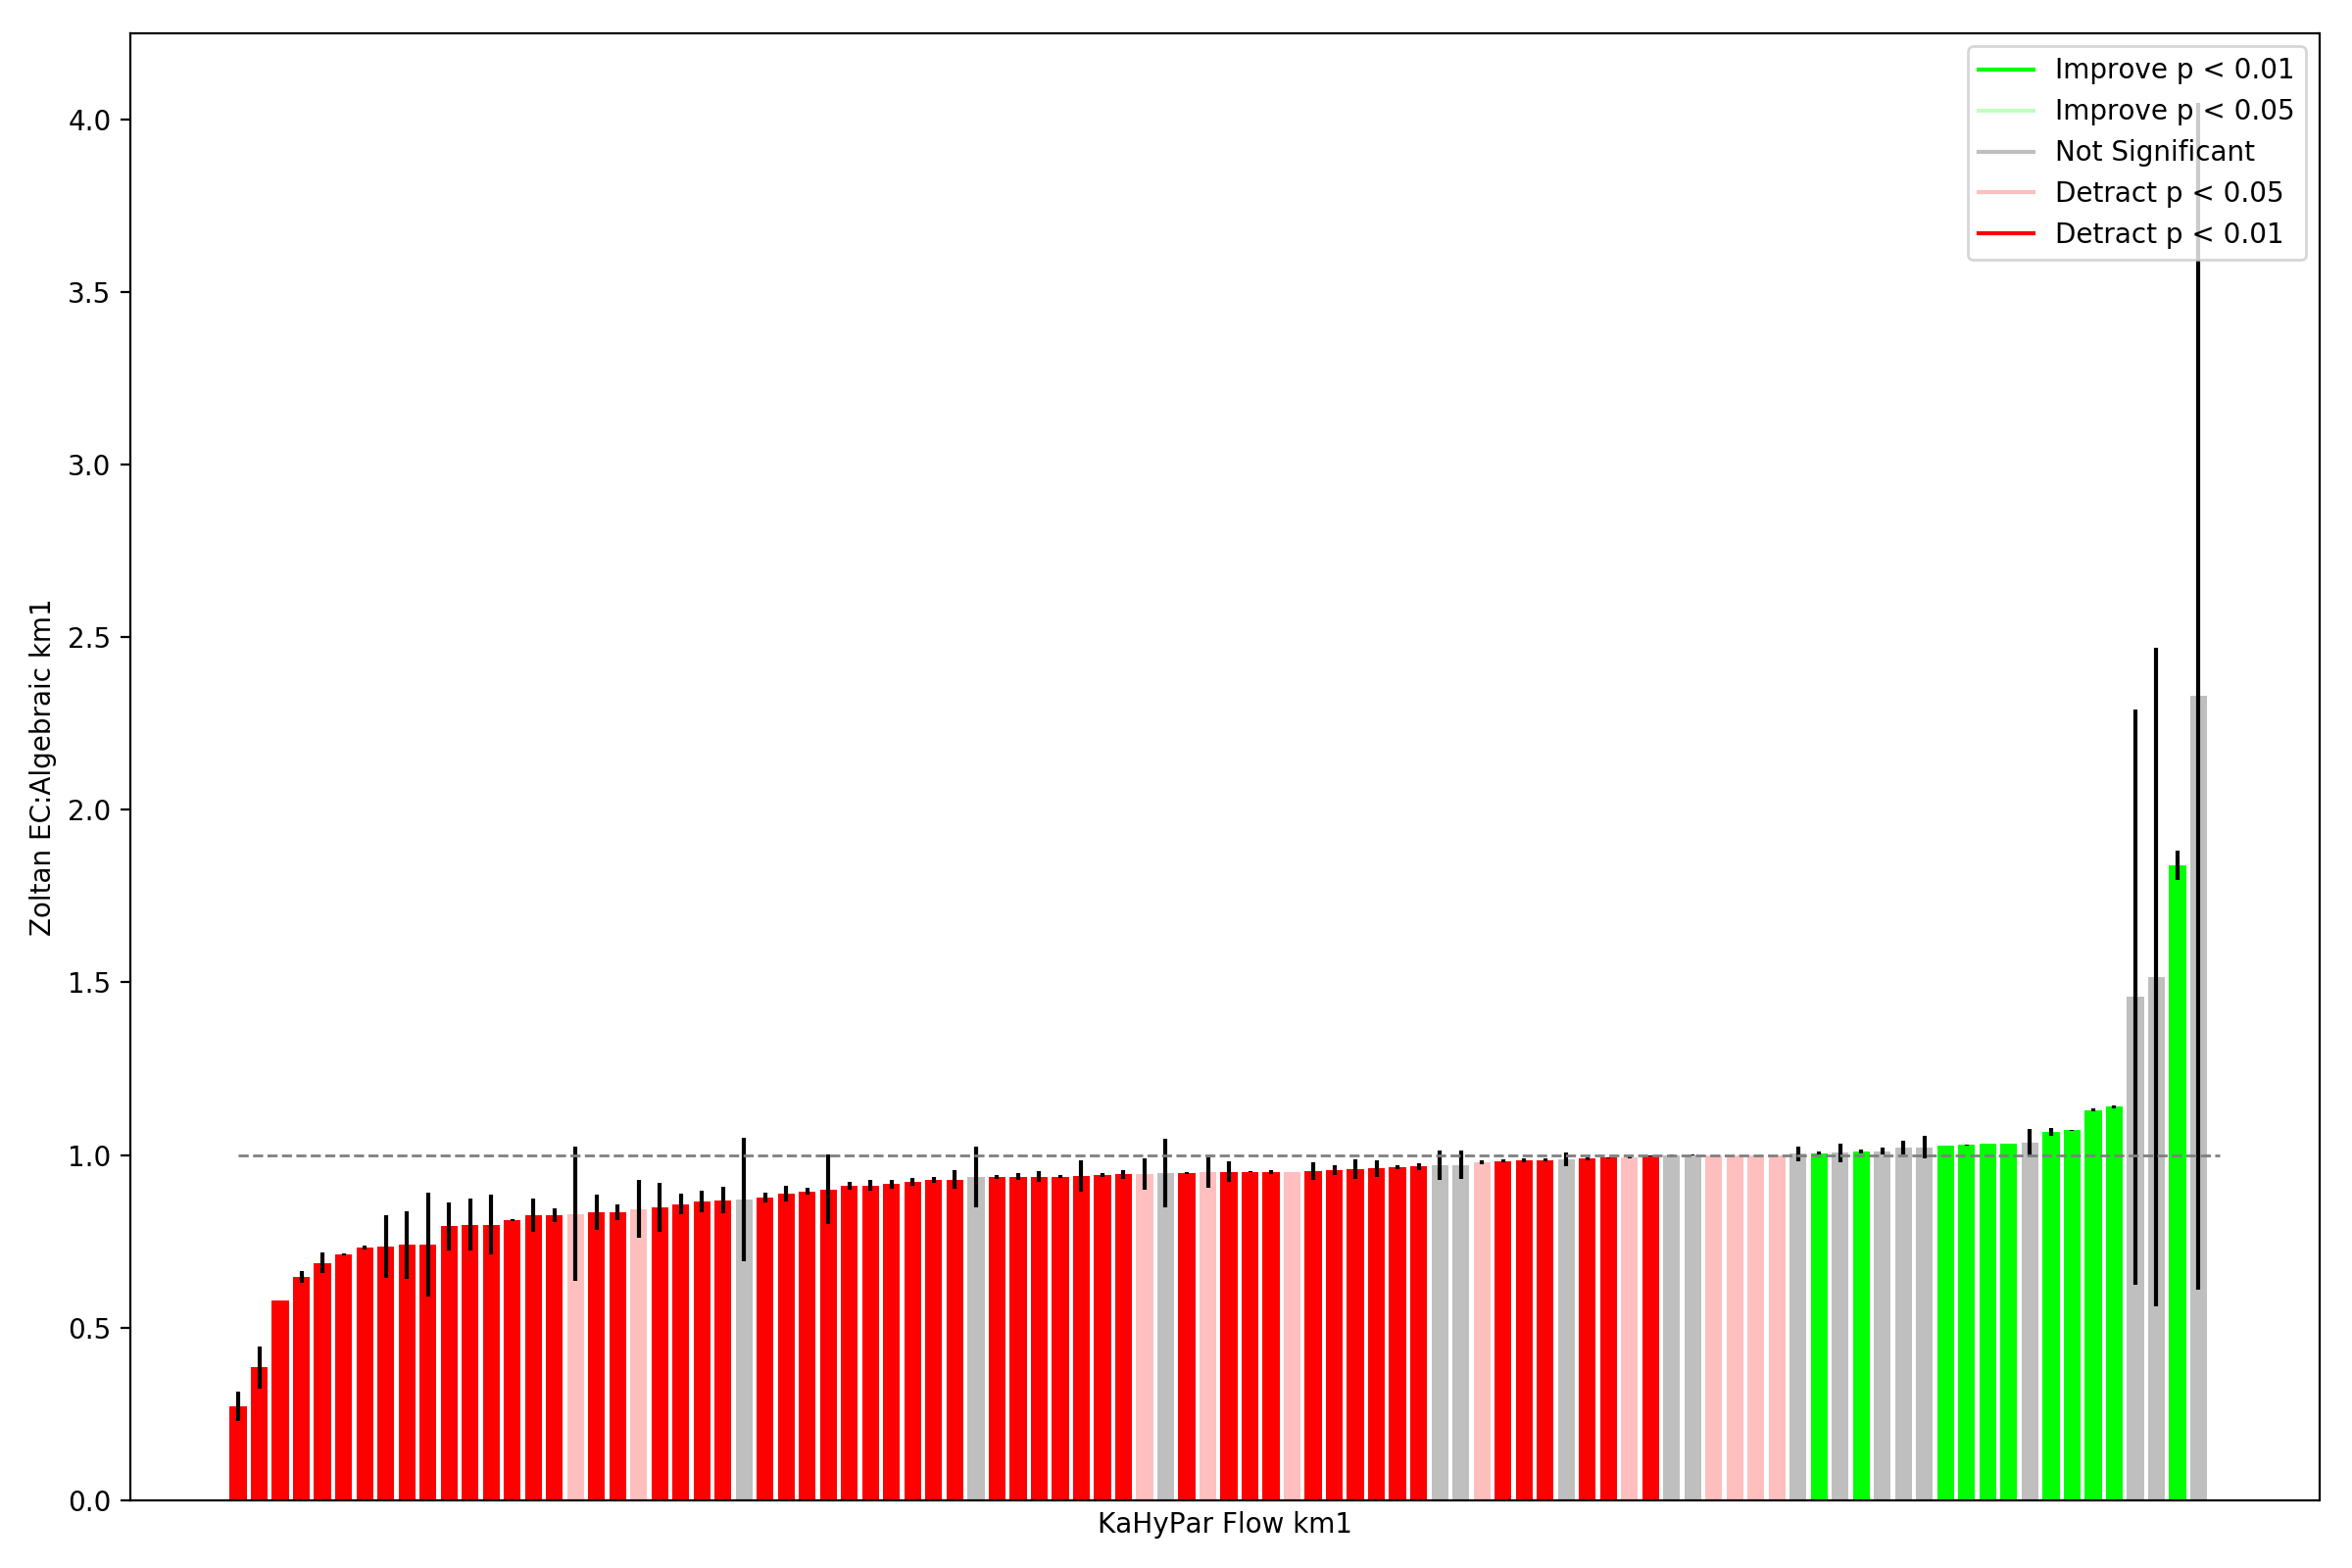 Improve p < 0.01
Improve p < 0.05
Not Significant
Detract p < 0.05
Detract p < 0.01
4.0
3.5
3.0
2.5
2.0
1.5
1.0
0.5
0.0
Zoltan EC:Algebraic km1
KaHyPar Flow km1